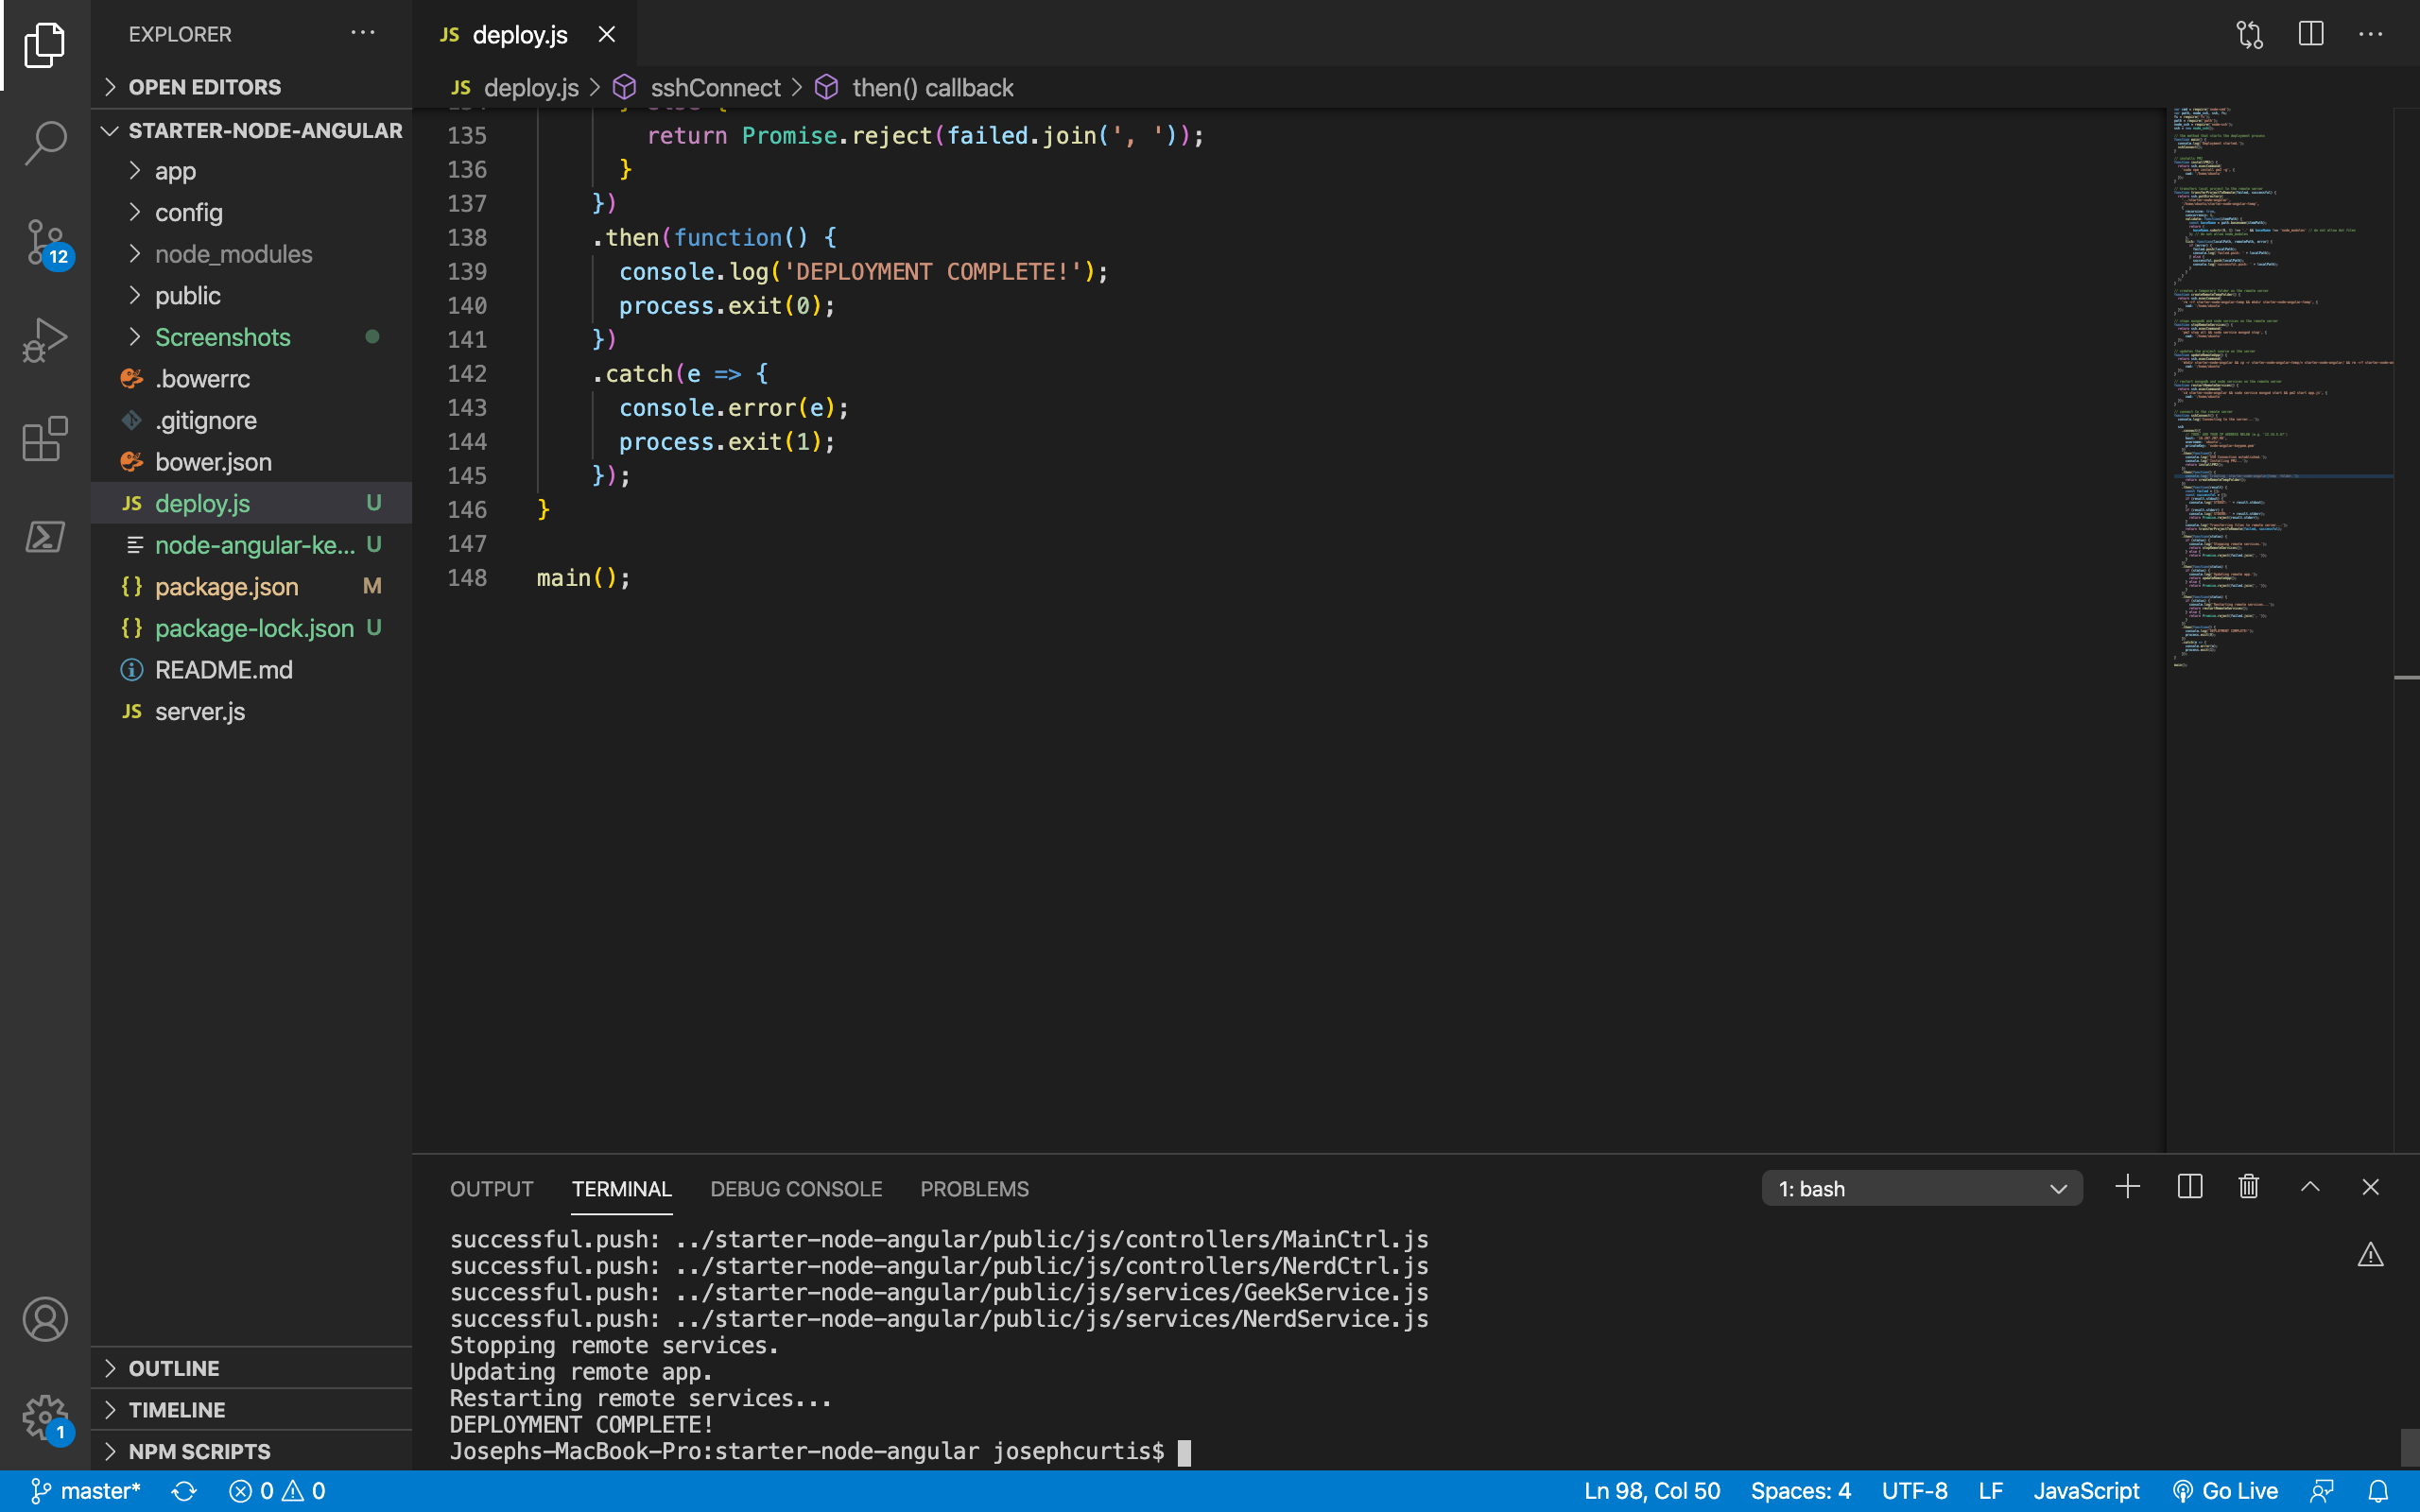 EXPLORER
OPEN EDITORS
STARTER-NODE-ANGULAR
app
config
node_modules
public
Screenshots
.bowerrc
.gitignore
bower.json
JS deploy.js U
node-angular-ke... U
{} package.json M
{} package-lock.json U
README.md
JS server.js
OUTLINE
TIMELINE
NPM SCRIPTS
12
1
JS deploy.js
JS deploy.js > sshConnect > then() callback
135 return Promise.reject(failed.join(', '));
136 }
137 })
138 .then(function() {
139 console.log('DEPLOYMENT COMPLETE!');
140 process.exit(0);
141 })
142 .catch(e => {
143 console.error(e);
144 process.exit(1);
145 });
146 }
147
148 main();
OUTPUT TERMINAL DEBUG CONSOLE PROBLEMS
1: bash
successful.push: ../starter-node-angular/public/js/controllers/MainCtrl.js
successful.push: ../starter-node-angular/public/js/controllers/NerdCtrl.js
successful.push: ../starter-node-angular/public/js/services/GeekService.js
successful.push: ../starter-node-angular/public/js/services/NerdService.js
Stopping remote services.
Updating remote app.
Restarting remote services...
DEPLOYMENT COMPLETE!
Josephs-MacBook-Pro:starter-node-angular josephcurtis$
master* 0 0 Ln 98, Col 50 Spaces: 4 UTF-8 LF JavaScript Go Live